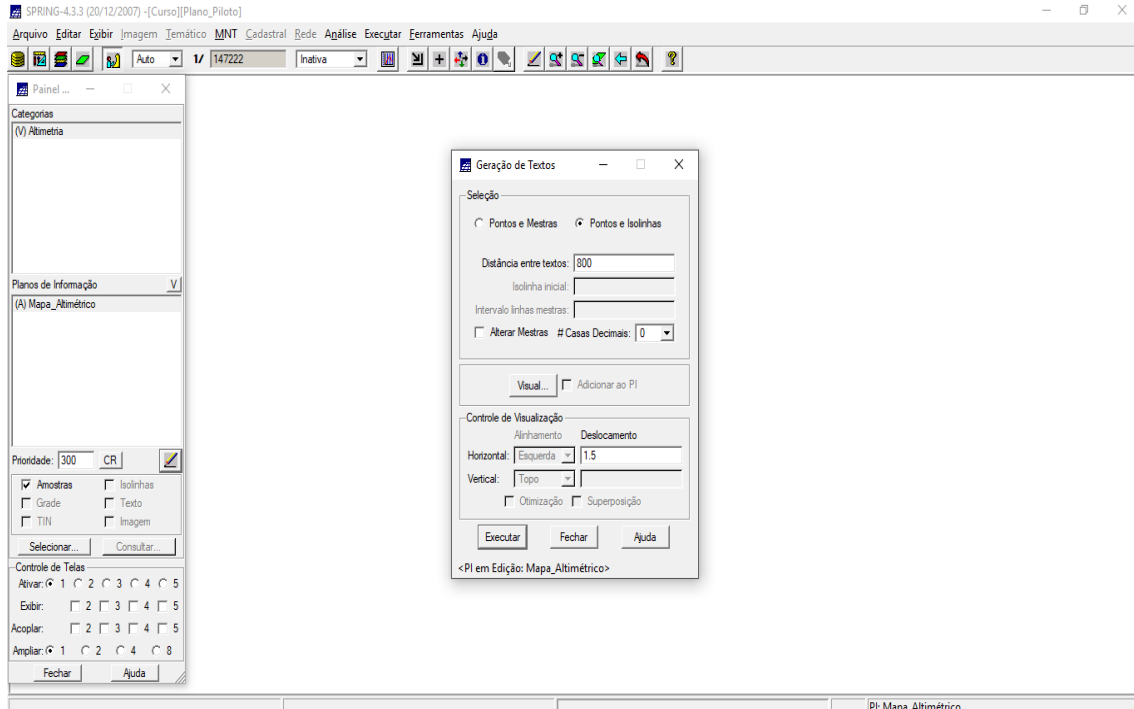 SPRING-4.3.3 (20/12/2007) -[Curso][Plano_Piloto]
Arquivo Editar Exibir Imagem Temático MNT Cadastral Rede Análise Executar Ferramentas Ajuda
Auto 1/ 147222 Inativa
Painel ...
Categorias
(V) Altimetria
Planos de Informação V
(A) Mapa_Altimétrico
Prioridade: 300 CR
Amostras Isolinhas
Grade Texto
TIN Imagem
Selecionar... Consultar...
Controle de Telas
Ativar: 1 2 3 4 5
Exibir: 2 3 4 5
Acoplar: 2 3 4 5
Ampliar: 1 2 4 8
Fechar Ajuda
Geração de Textos
Seleção
Pontos e Mestras Pontos e Isolinhas
Distância entre textos: 800
Isolinha inicial:
Intervalo linhas mestras:
Alterar Mestras # Casas Decimais: 0
Visual... Adicionar ao PI
Controle de Visualização
Alinhamento Deslocamento
Horizontal: Esquerda 1.5
Vertical: Topo
Otimização Superposição
Executar Fechar Ajuda
<PI em Edição: Mapa_Altimétrico>
PI: Mapa_Altimétrico